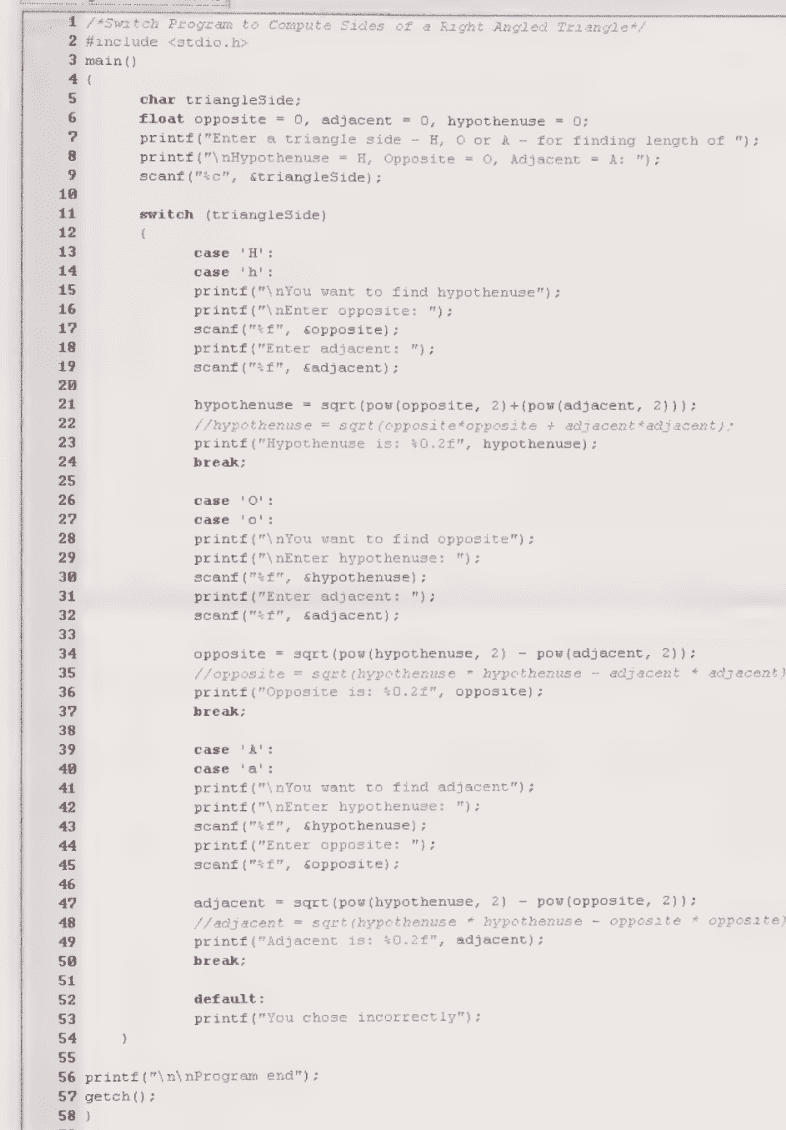 1 /*Switch Program to Compute Sides of a Right Angled Triangle*/
2 #include <stdio.h>
3 main()
4 {
5 char triangleSide;
6 float opposite = 0, adjacent = 0, hypothenuse = 0;
7 printf("Enter a triangle side - H, O or A - for finding length of ");
8 printf("\nHypothenuse = H, Opposite = O, Adjacent = A: ");
9 scanf("%c", &triangleSide);
10
11 switch (triangleSide)
12 {
13 case 'H':
14 case 'h':
15 printf("\nYou want to find hypothenuse");
16 printf("\nEnter opposite: ");
17 scanf("%f", &opposite);
18 printf("Enter adjacent: ");
19 scanf("%f", &adjacent);
20
21 hypothenuse = sqrt(pow(opposite, 2)+(pow(adjacent, 2)));
22 //hypothenuse = sqrt(opposite*opposite + adjacent*adjacent);
23 printf("Hypothenuse is: %0.2f", hypothenuse);
24 break;
25
26 case 'O':
27 case 'o':
28 printf("\nYou want to find opposite");
29 printf("\nEnter hypothenuse: ");
30 scanf("%f", &hypothenuse);
31 printf("Enter adjacent: ");
32 scanf("%f", &adjacent);
33
34 opposite = sqrt(pow(hypothenuse, 2) - pow(adjacent, 2));
35 //opposite = sqrt(hypothenuse * hypothenuse - adjacent * adjacent)
36 printf("Opposite is: %0.2f", opposite);
37 break;
38
39 case 'A':
40 case 'a':
41 printf("\nYou want to find adjacent");
42 printf("\nEnter hypothenuse: ");
43 scanf("%f", &hypothenuse);
44 printf("Enter opposite: ");
45 scanf("%f", &opposite);
46
47 adjacent = sqrt(pow(hypothenuse, 2) - pow(opposite, 2));
48 //adjacent = sqrt(hypothenuse * hypothenuse - opposite * opposite)
49 printf("Adjacent is: %0.2f", adjacent);
50 break;
51
52 default:
53 printf("You chose incorrectly");
54 }
55
56 printf("\n\nProgram end");
57 getch();
58 }